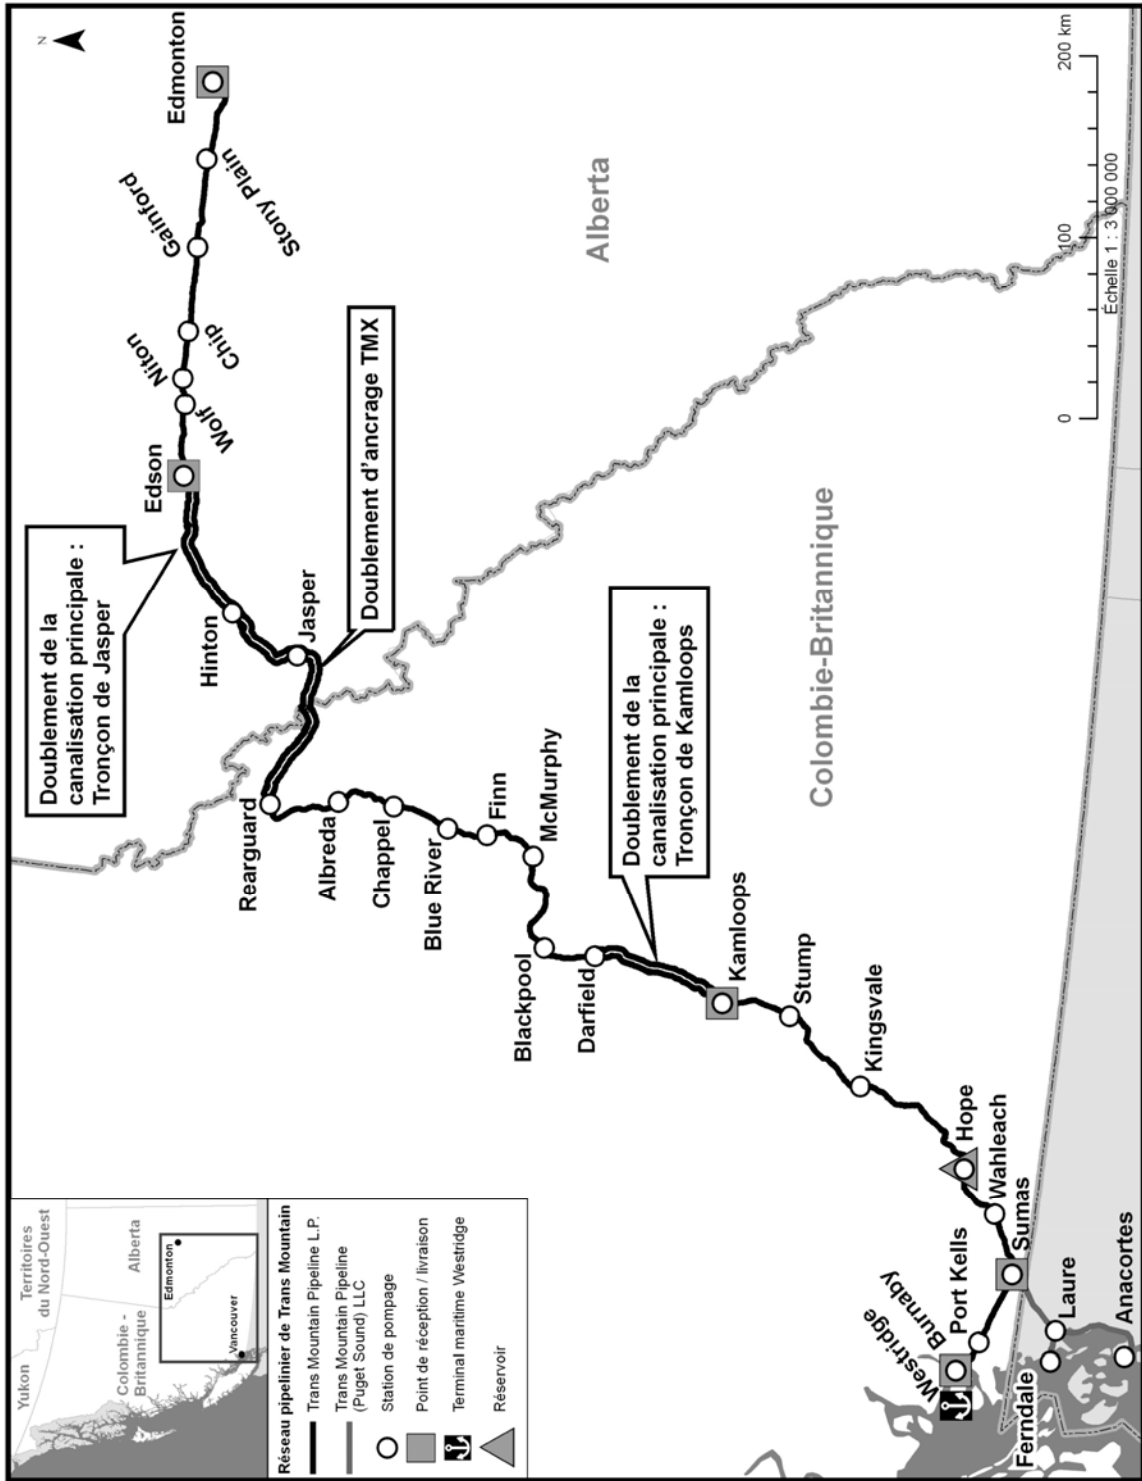 N
Edmonton
Stony Plain
Gainford
Chip
Niton
Wolf
Edson
Doublement de la
canalisation principale :
Tronçon de Jasper
Hinton
Jasper
Doublement d'ancrage TMX
Rearguard
Albreda
Chappel
Blue River
Finn
McMurphy
Blackpool
Darfield
Doublement de la
canalisation principale :
Tronçon de Kamloops
Kamloops
Stump
Kingsvale
Hope
Wahleach
Sumas
Port Kells
Burnaby
Westridge
Ferndale
Laure
Anacortes
Alberta
Colombie-Britannique
0
100
200 km
Échelle 1 : 3 000 000
Yukon
Territoires
du Nord-Ouest
Colombie -
Britannique
Alberta
Edmonton
Vancouver
Réseau pipelinier de Trans Mountain
Trans Mountain Pipeline L.P.
Trans Mountain Pipeline
(Puget Sound) LLC
Station de pompage
Point de réception / livraison
Terminal maritime Westridge
Réservoir